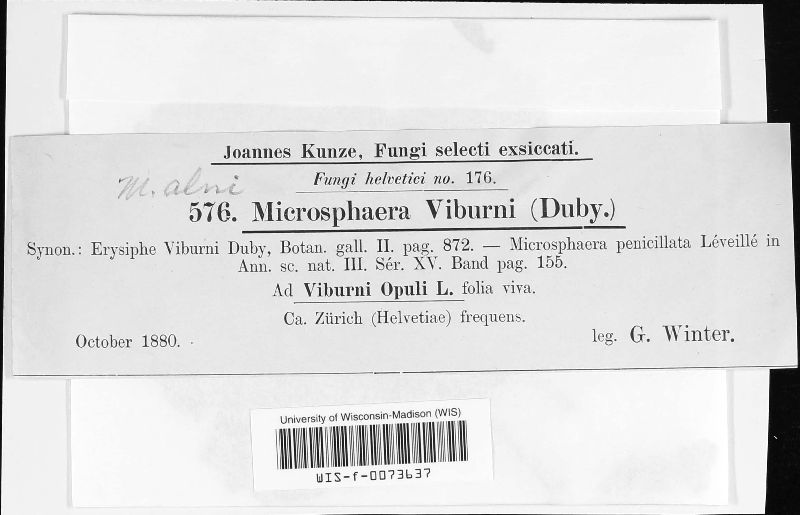 Joannes Kunze, Fungi selecti exsiccati.
Fungi helvetici no. 176.
M. alni
576. Microsphaera Viburni (Duby.)
Synon.: Erysiphe Viburni Duby, Botan. gall. II. pag. 872. — Microsphaera penicillata Léveillé in
Ann. sc. nat. III. Sér. XV. Band pag. 155.
Ad Viburni Opuli L. folia viva.
Ca. Zürich (Helvetiae) frequens.
October 1880.
leg. G. Winter.
University of Wisconsin-Madison (WIS)
WIS-f-0073637